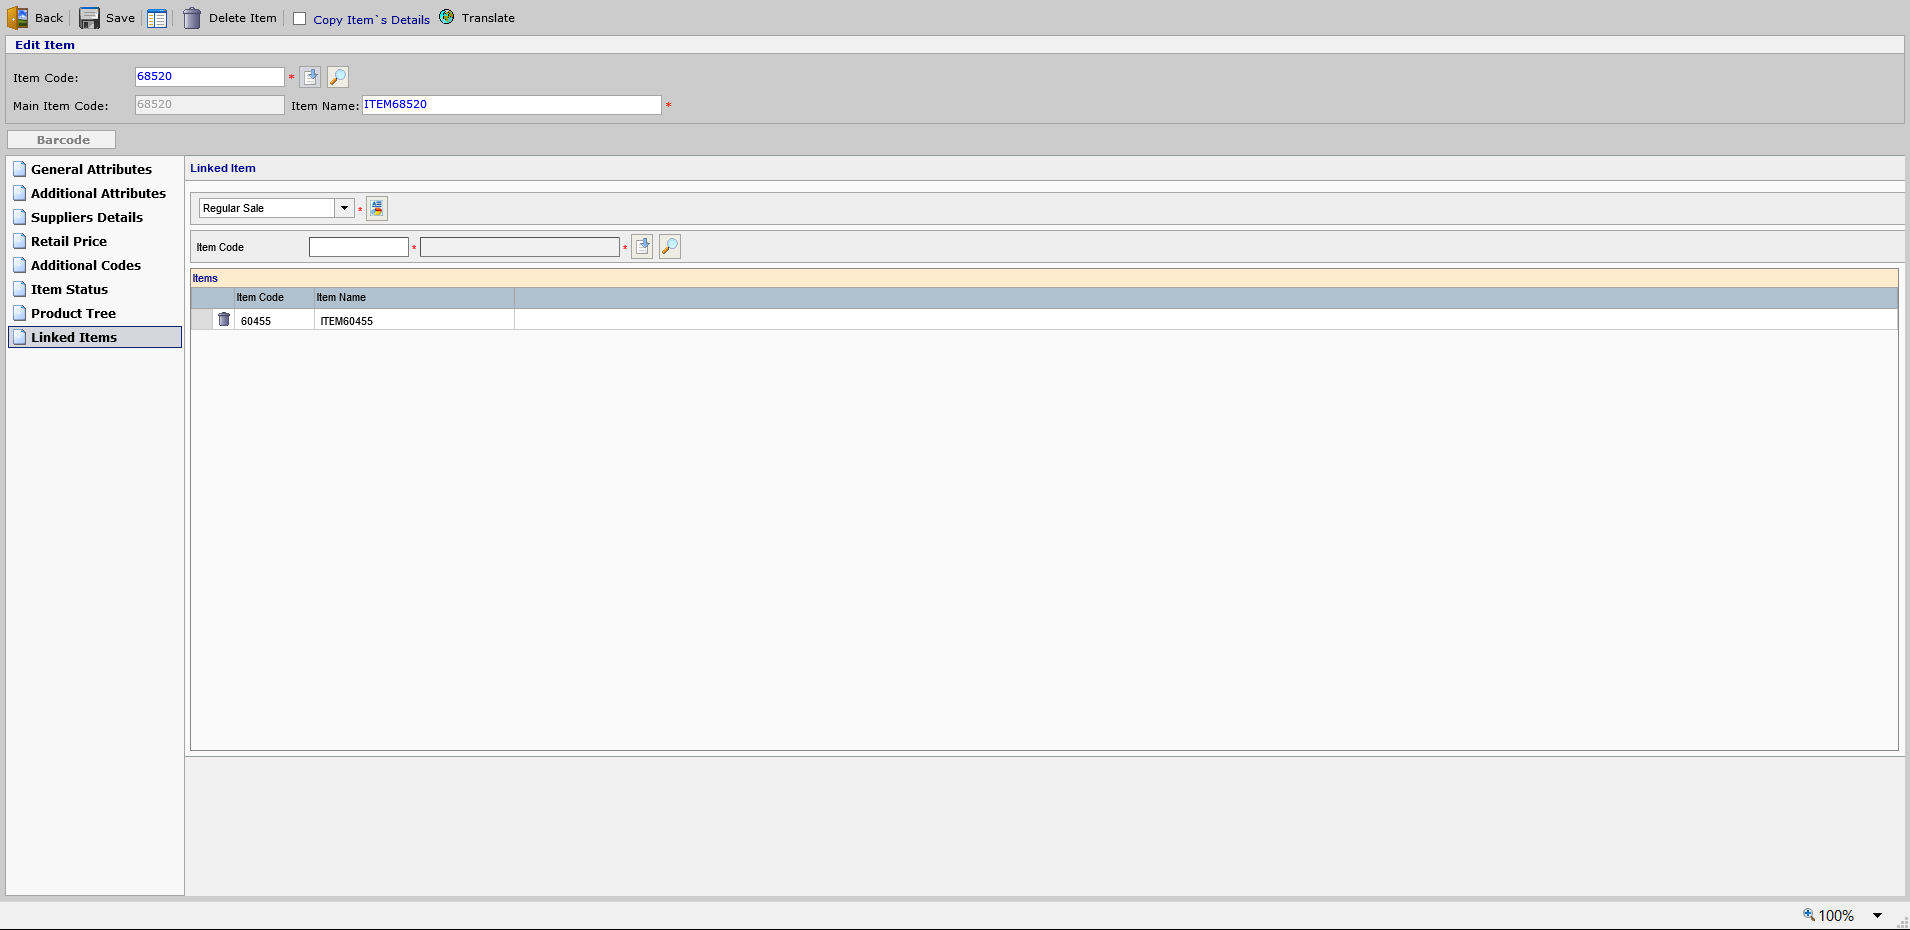 Back Save Delete Item Copy Item`s Details Translate
Edit Item
Item Code: 68520 *
Main Item Code: 68520 Item Name: ITEM68520 *
Barcode
General Attributes
Additional Attributes
Suppliers Details
Retail Price
Additional Codes
Item Status
Product Tree
Linked Items
Linked Item
Regular Sale *
Item Code * *
Items
Item Code Item Name
60455 ITEM60455
100%